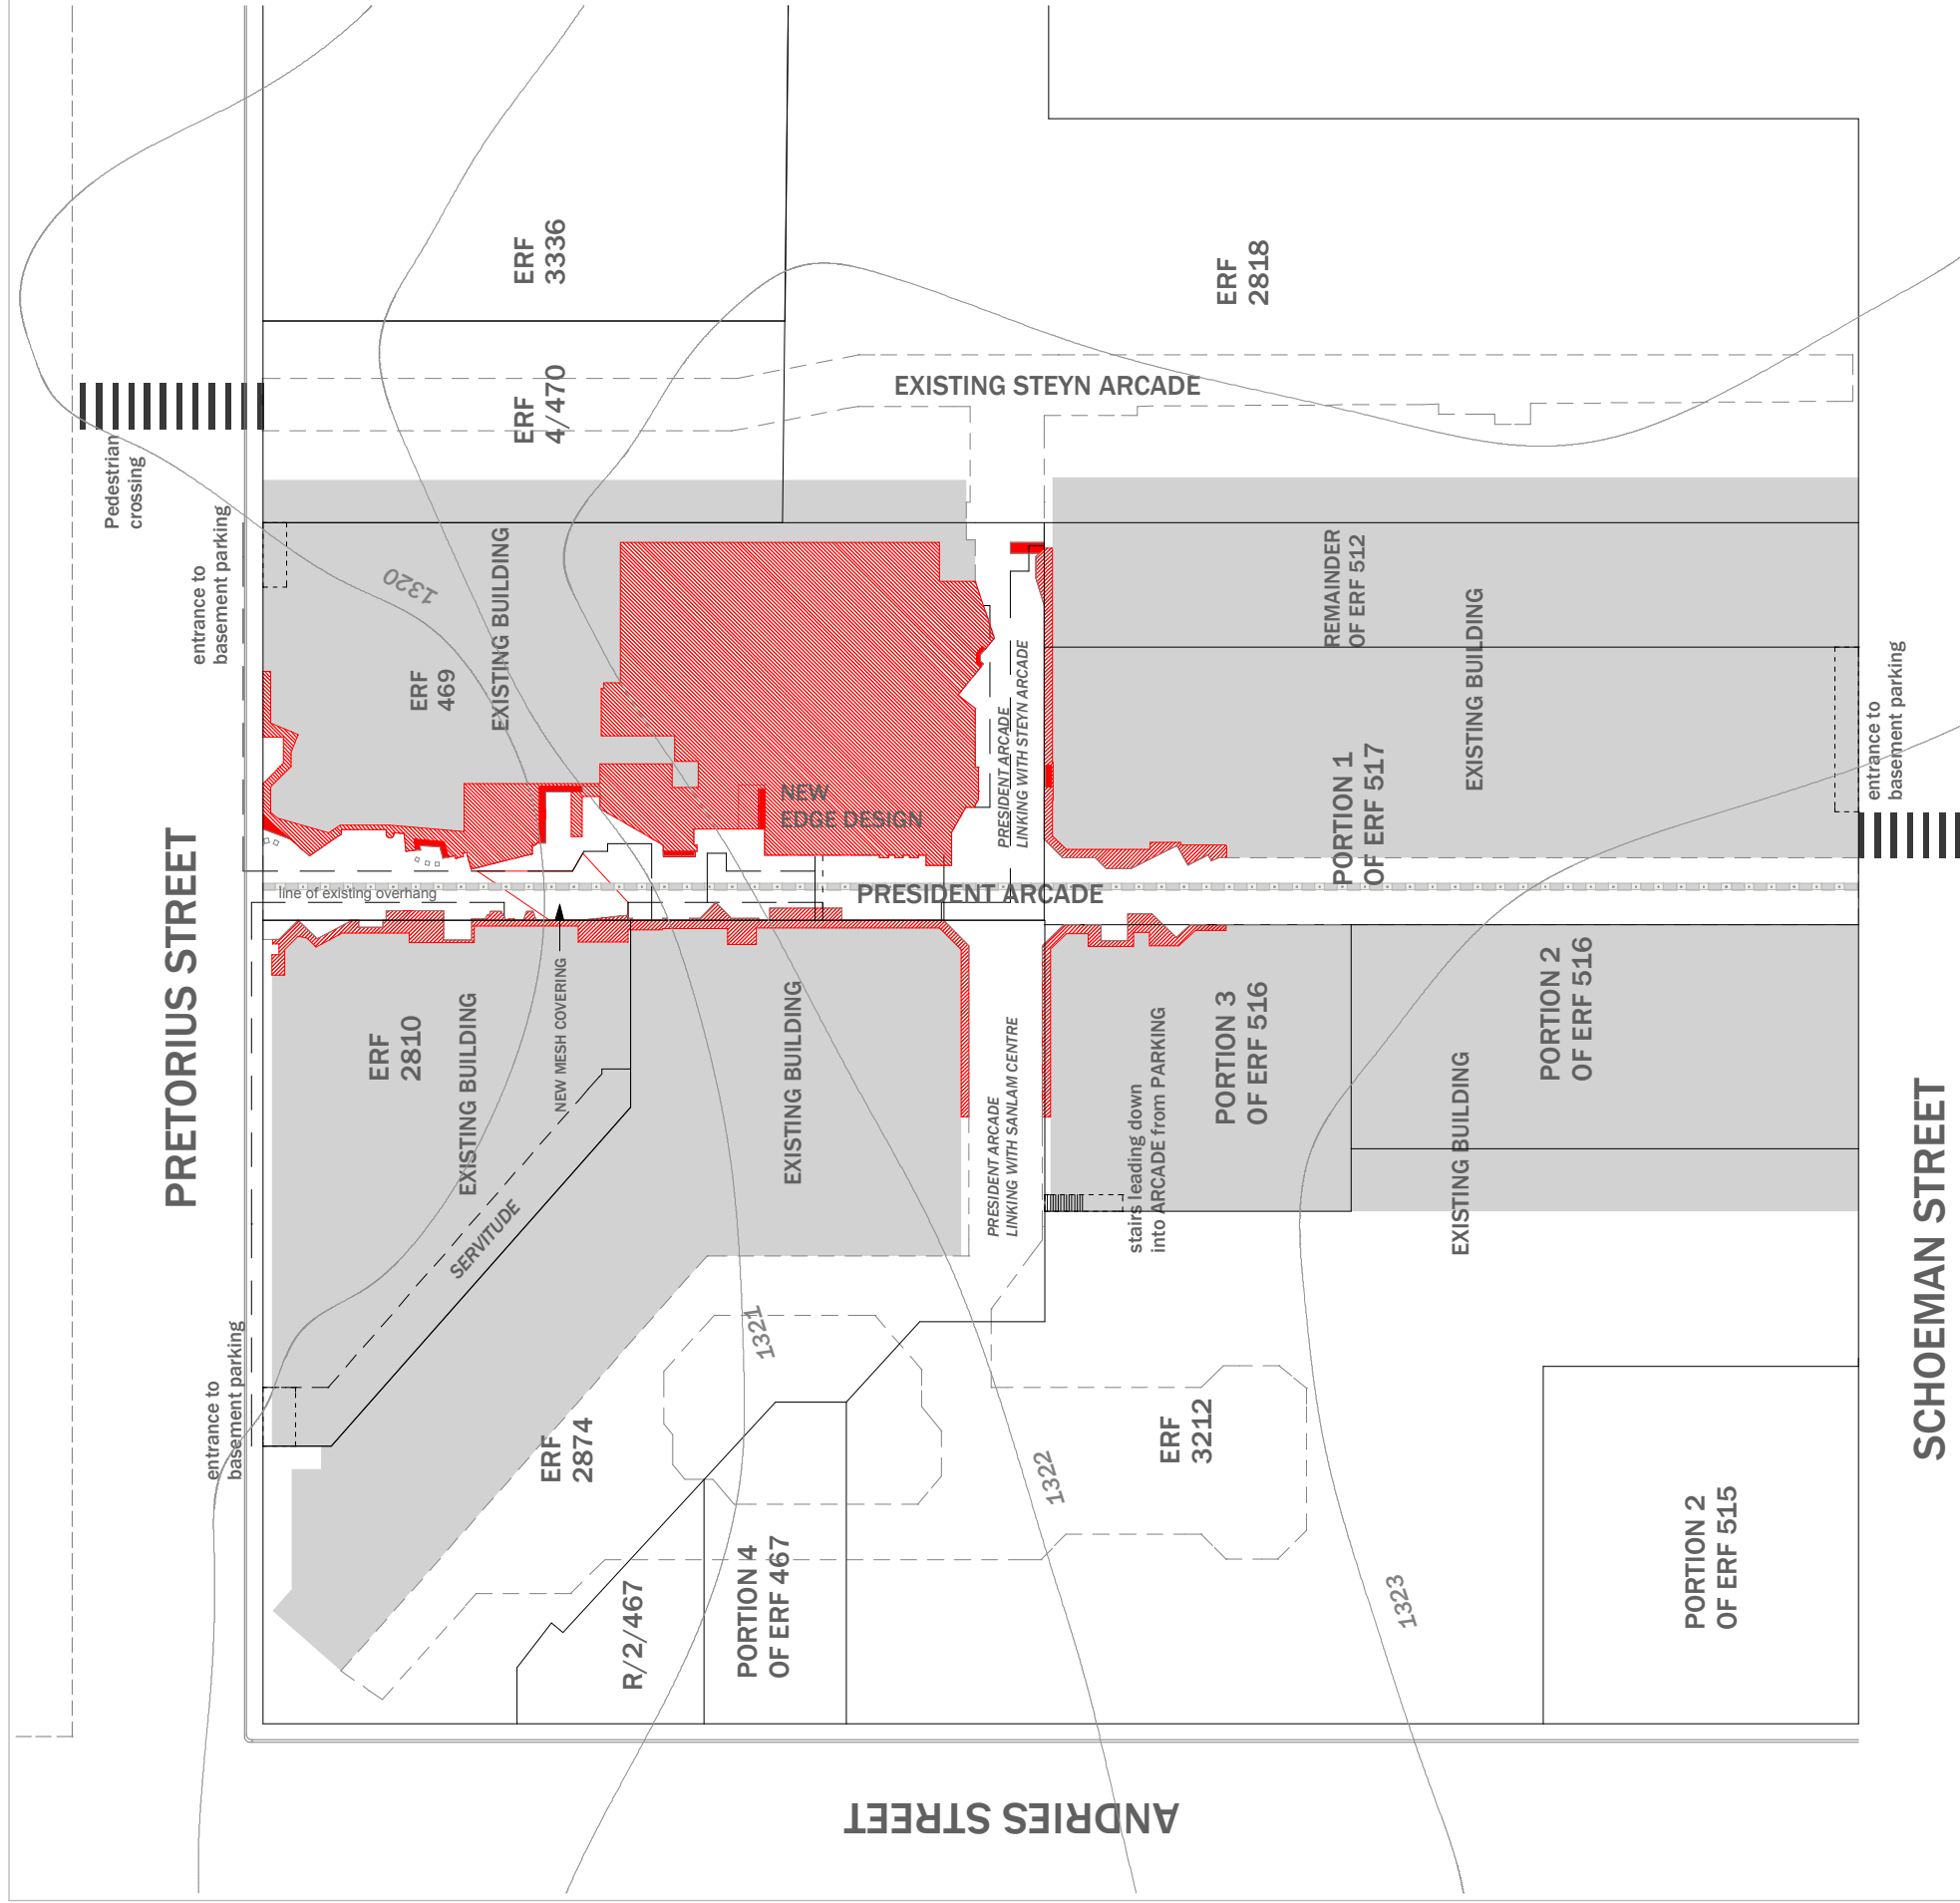 PRETORIUS STREET
SCHOEMAN STREET
ANDRIES STREET
Pedestrian
crossing
entrance to
basement parking
ERF
3336
ERF
4/470
ERF
2818
EXISTING STEYN ARCADE
1320
ERF
469
EXISTING BUILDING
REMAINDER
OF ERF 512
EXISTING BUILDING
PORTION 1
OF ERF 517
entrance to
basement parking
NEW
EDGE DESIGN
PRESIDENT ARCADE
LINKING WITH STEYN ARCADE
line of existing overhang
PRESIDENT ARCADE
ERF
2810
EXISTING BUILDING
NEW MESH COVERING
EXISTING BUILDING
SERVITUDE
PRESIDENT ARCADE
LINKING WITH SANLAM CENTRE
stairs leading down
into ARCADE from PARKING
PORTION 3
OF ERF 516
PORTION 2
OF ERF 516
EXISTING BUILDING
entrance to
basement parking
1321
ERF
2874
1322
ERF
3212
1323
R/2/467
PORTION 4
OF ERF 467
PORTION 2
OF ERF 515